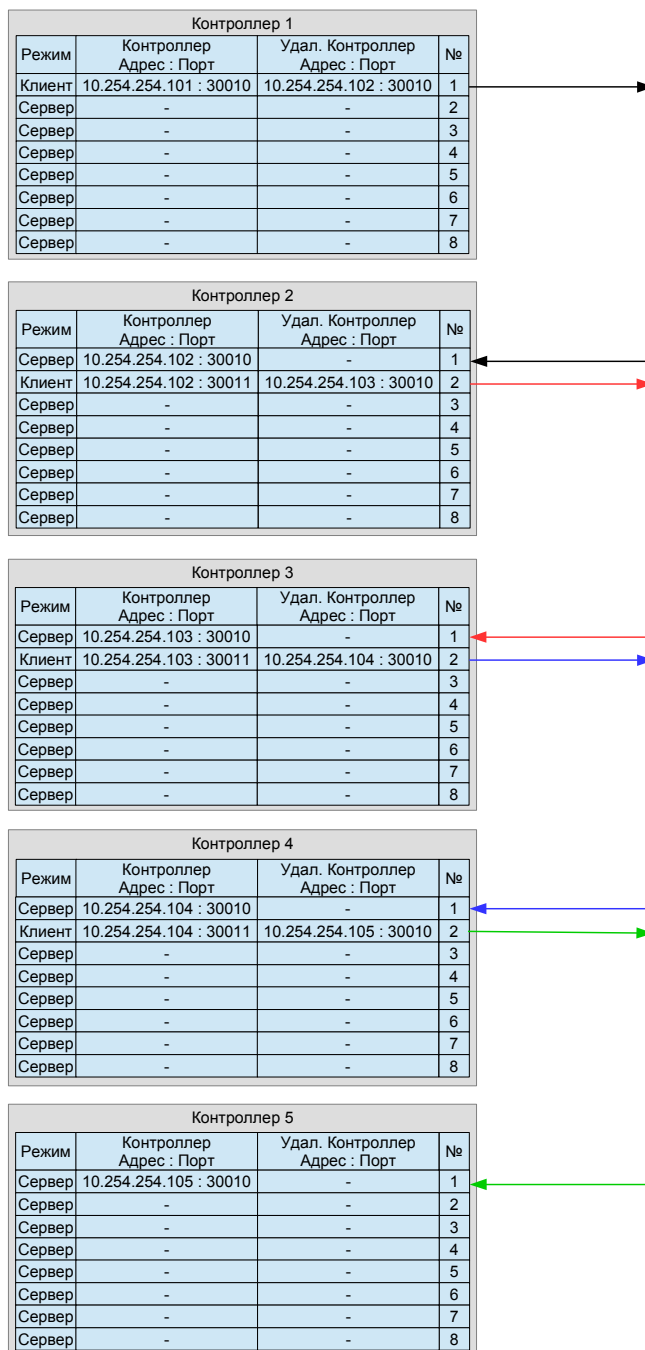 Контроллер 1
Режим Контроллер Адрес : Порт Удал. Контроллер Адрес : Порт №
Клиент 10.254.254.101 : 30010 10.254.254.102 : 30010 1
Сервер - - 2
Сервер - - 3
Сервер - - 4
Сервер - - 5
Сервер - - 6
Сервер - - 7
Сервер - - 8
Контроллер 2
Режим Контроллер Адрес : Порт Удал. Контроллер Адрес : Порт №
Сервер 10.254.254.102 : 30010 - 1
Клиент 10.254.254.102 : 30011 10.254.254.103 : 30010 2
Сервер - - 3
Сервер - - 4
Сервер - - 5
Сервер - - 6
Сервер - - 7
Сервер - - 8
Контроллер 3
Режим Контроллер Адрес : Порт Удал. Контроллер Адрес : Порт №
Сервер 10.254.254.103 : 30010 - 1
Клиент 10.254.254.103 : 30011 10.254.254.104 : 30010 2
Сервер - - 3
Сервер - - 4
Сервер - - 5
Сервер - - 6
Сервер - - 7
Сервер - - 8
Контроллер 4
Режим Контроллер Адрес : Порт Удал. Контроллер Адрес : Порт №
Сервер 10.254.254.104 : 30010 - 1
Клиент 10.254.254.104 : 30011 10.254.254.105 : 30010 2
Сервер - - 3
Сервер - - 4
Сервер - - 5
Сервер - - 6
Сервер - - 7
Сервер - - 8
Контроллер 5
Режим Контроллер Адрес : Порт Удал. Контроллер Адрес : Порт №
Сервер 10.254.254.105 : 30010 - 1
Сервер - - 2
Сервер - - 3
Сервер - - 4
Сервер - - 5
Сервер - - 6
Сервер - - 7
Сервер - - 8